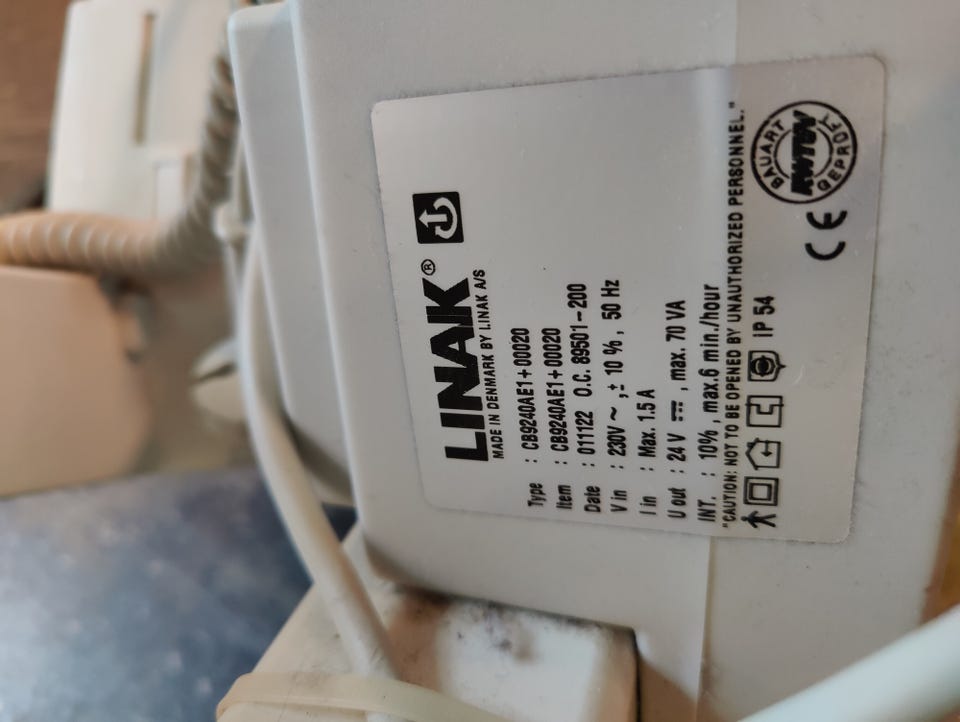 LINAK®
MADE IN DENMARK BY LINAK A/S
Type : CB9240AE1+00020
Item : CB9240AE1+00020
Date : 011122 O.C. 89501-200
V in : 230V ~ , ± 10 % , 50 Hz
I in : Max. 1.5 A
U out : 24 V ⎓ , max. 70 VA
INT. : 10% , max.6 min./hour
"CAUTION: NOT TO BE OPENED BY UNAUTHORIZED PERSONNEL."
IP 54
CE
BAUART
RWTÜV
GEPRÜFT